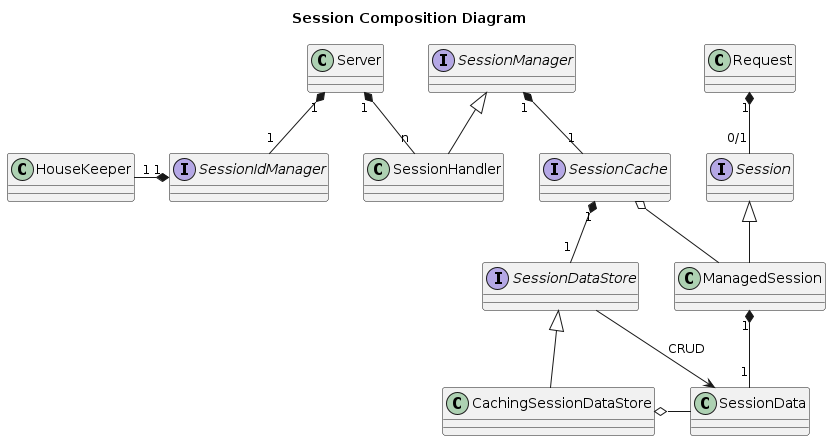 Session Composition Diagram
C Server
I SessionManager
C Request
1
1
1
1
1
n
1
0/1
C HouseKeeper
1 1
I SessionIdManager
C SessionHandler
I SessionCache
I Session
1
1
I SessionDataStore
C ManagedSession
1
CRUD
1
C CachingSessionDataStore
C SessionData